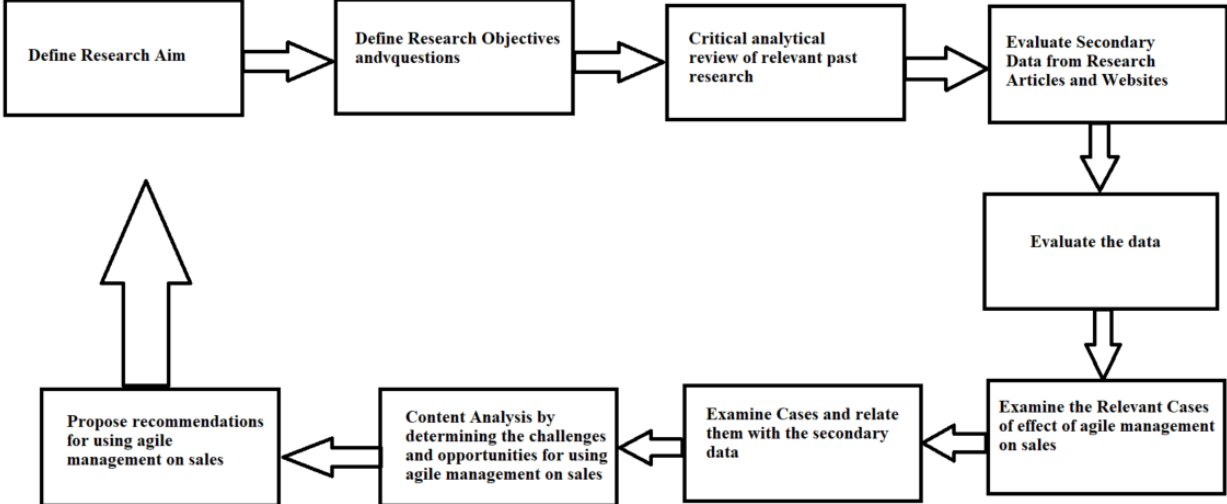 Define Research Aim
Define Research Objectives
andvquestions
Critical analytical
review of relevant past
research
Evaluate Secondary
Data from Research
Articles and Websites
Evaluate the data
Examine the Relevant Cases
of effect of agile management
on sales
Examine Cases and relate
them with the secondary
data
Content Analysis by
determining the challenges
and opportunities for using
agile management on sales
Propose recommendations
for using agile
management on sales